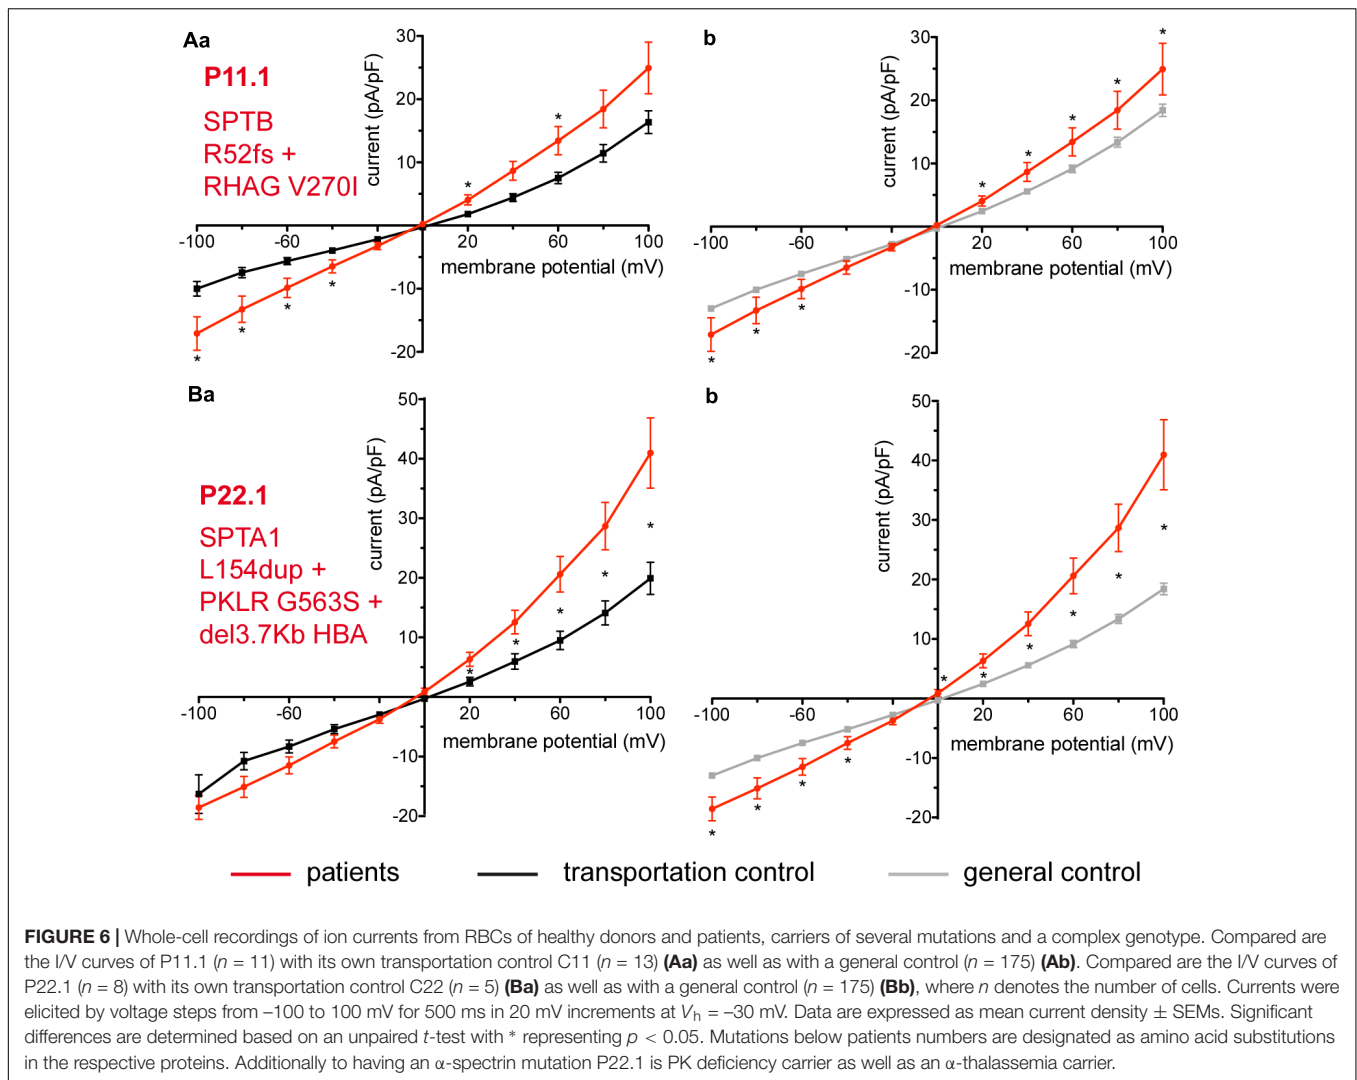 Aa
P11.1
SPTB
R52fs +
RHAG V270I
current (pA/pF)
30
20
10
-10
-20
-100
-60
20
60
100
membrane potential (mV)
*
*
*
*
*
*
b
current (pA/pF)
30
20
10
-10
-20
-100
-60
20
60
100
membrane potential (mV)
*
*
*
*
*
*
*
*
Ba
P22.1
SPTA1
L154dup +
PKLR G563S +
del3.7Kb HBA
current (pA/pF)
50
40
30
20
10
-10
-20
-100
-60
20
60
100
membrane potential (mV)
*
*
*
*
*
b
current (pA/pF)
50
40
30
20
10
-10
-20
-100
-60
20
60
100
membrane potential (mV)
*
*
*
*
*
*
*
*
*
*
patients
transportation control
general control
FIGURE 6 | Whole-cell recordings of ion currents from RBCs of healthy donors and patients, carriers of several mutations and a complex genotype. Compared are
the I/V curves of P11.1 (n = 11) with its own transportation control C11 (n = 13) (Aa) as well as with a general control (n = 175) (Ab). Compared are the I/V curves of
P22.1 (n = 8) with its own transportation control C22 (n = 5) (Ba) as well as with a general control (n = 175) (Bb), where n denotes the number of cells. Currents were
elicited by voltage steps from –100 to 100 mV for 500 ms in 20 mV increments at Vh = –30 mV. Data are expressed as mean current density ± SEMs. Significant
differences are determined based on an unpaired t-test with * representing p < 0.05. Mutations below patients numbers are designated as amino acid substitutions
in the respective proteins. Additionally to having an α-spectrin mutation P22.1 is PK deficiency carrier as well as an α-thalassemia carrier.